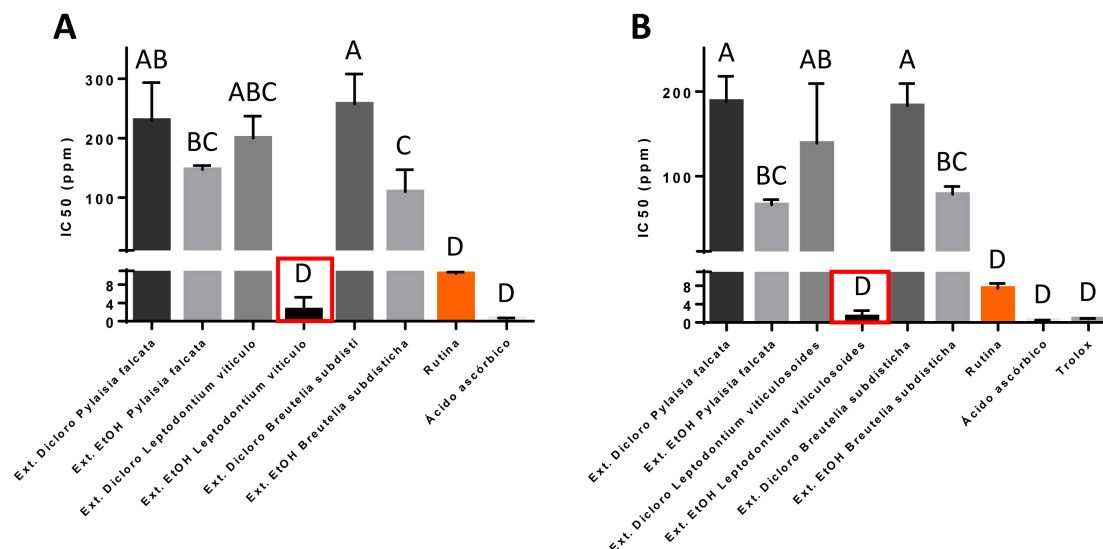 A
AB
BC
ABC
D
A
C
D
D
300
200
100
8
4
0
IC50 (ppm)
Ext. Dicloro Pylaisia falcata
Ext. EtOH Pylaisia falcata
Ext. Dicloro Leptodontium viticulo
Ext. EtOH Leptodontium viticulo
Ext. Dicloro Breutelia subdisti
Ext. EtOH Breutelia subdisticha
Rutina
Ácido ascórbico
B
A
BC
AB
D
A
BC
D
D
D
200
100
8
4
0
IC50 (ppm)
Ext. Dicloro Pylaisia falcata
Ext. EtOH Pylaisia falcata
Ext. Dicloro Leptodontium viticulosoides
Ext. EtOH Leptodontium viticulosoides
Ext. Dicloro Breutelia subdisticha
Ext. EtOH Breutelia subdisticha
Rutina
Ácido ascórbico
Trolox